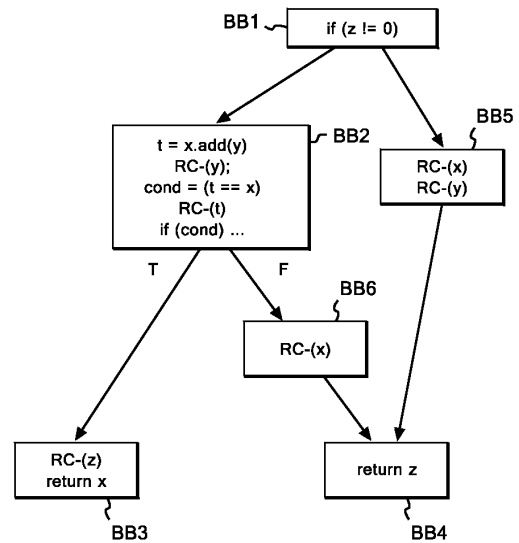 BB1
if (z != 0)
BB5
BB2
t = x.add(y)
RC-(y);
cond = (t == x)
RC-(t)
if (cond) ...
RC-(x)
RC-(y)
T
F
BB6
RC-(x)
RC-(z)
return x
return z
BB3
BB4